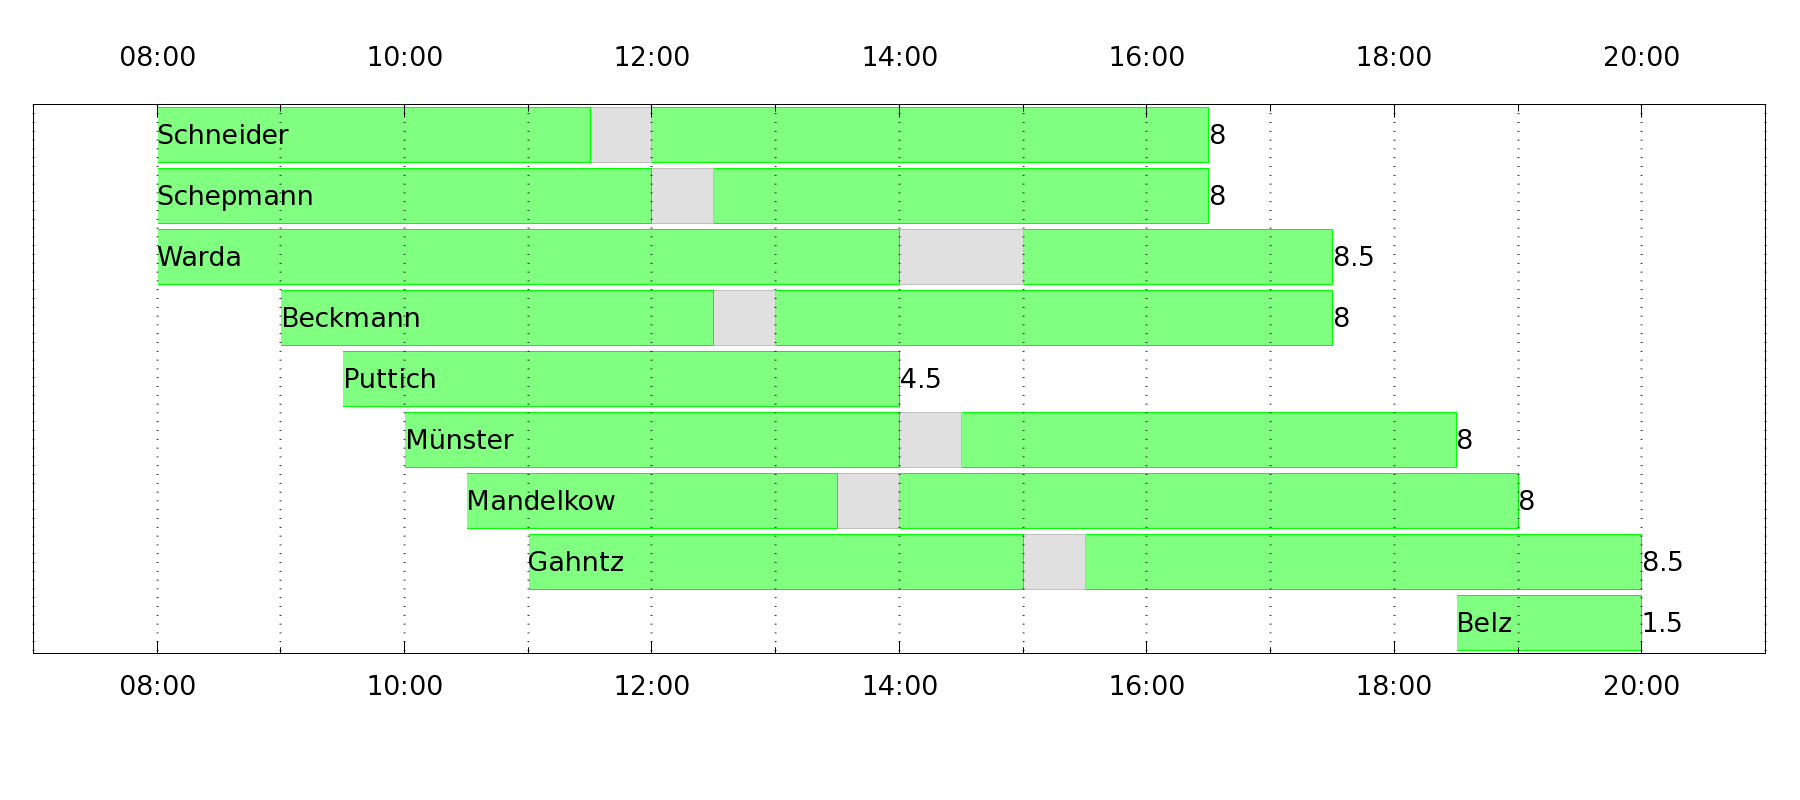 08:00 10:00 12:00 14:00 16:00 18:00 20:00
Schneider 8
Schepmann 8
Warda 8.5
Beckmann 8
Puttich 4.5
Münster 8
Mandelkow 8
Gahntz 8.5
Belz 1.5
08:00 10:00 12:00 14:00 16:00 18:00 20:00